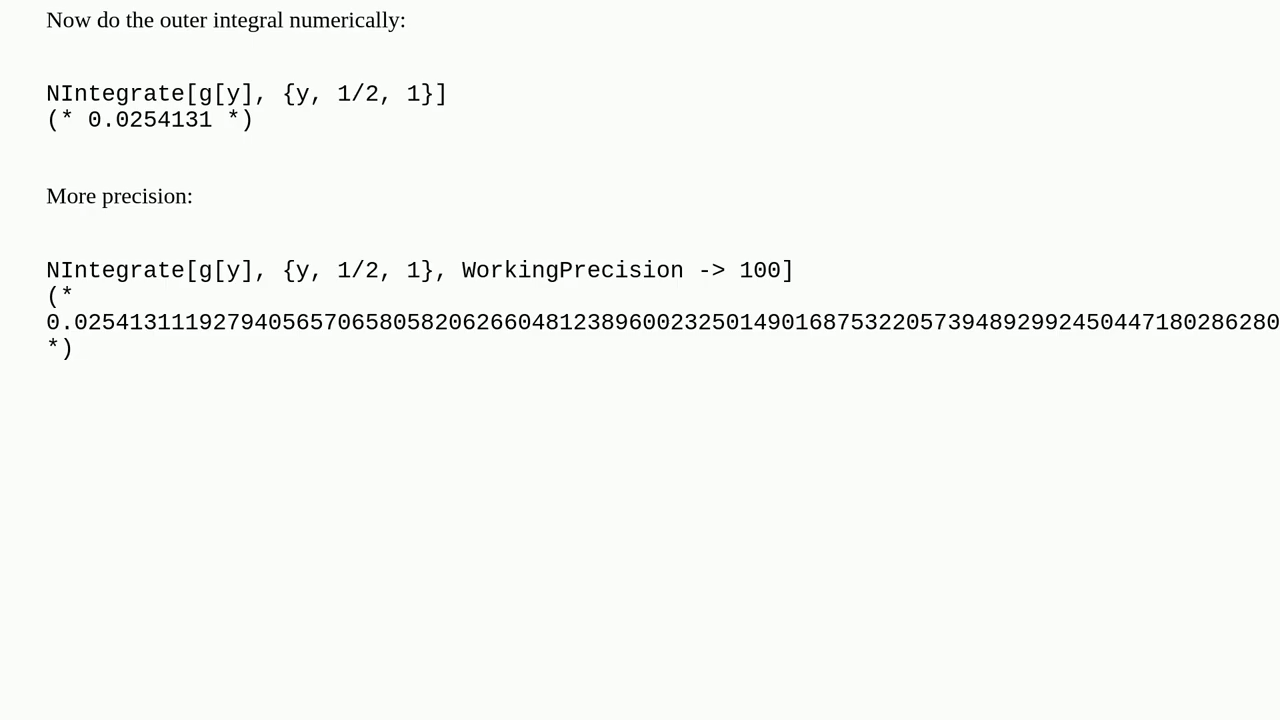 Now do the outer integral numerically:
NIntegrate[g[y], {y, 1/2, 1}]
(* 0.0254131 *)
More precision:
NIntegrate[g[y], {y, 1/2, 1}, WorkingPrecision -> 100]
(*
0.025413111927940565706580582062660481238960023250149016875322057394892992450447180286280
*)